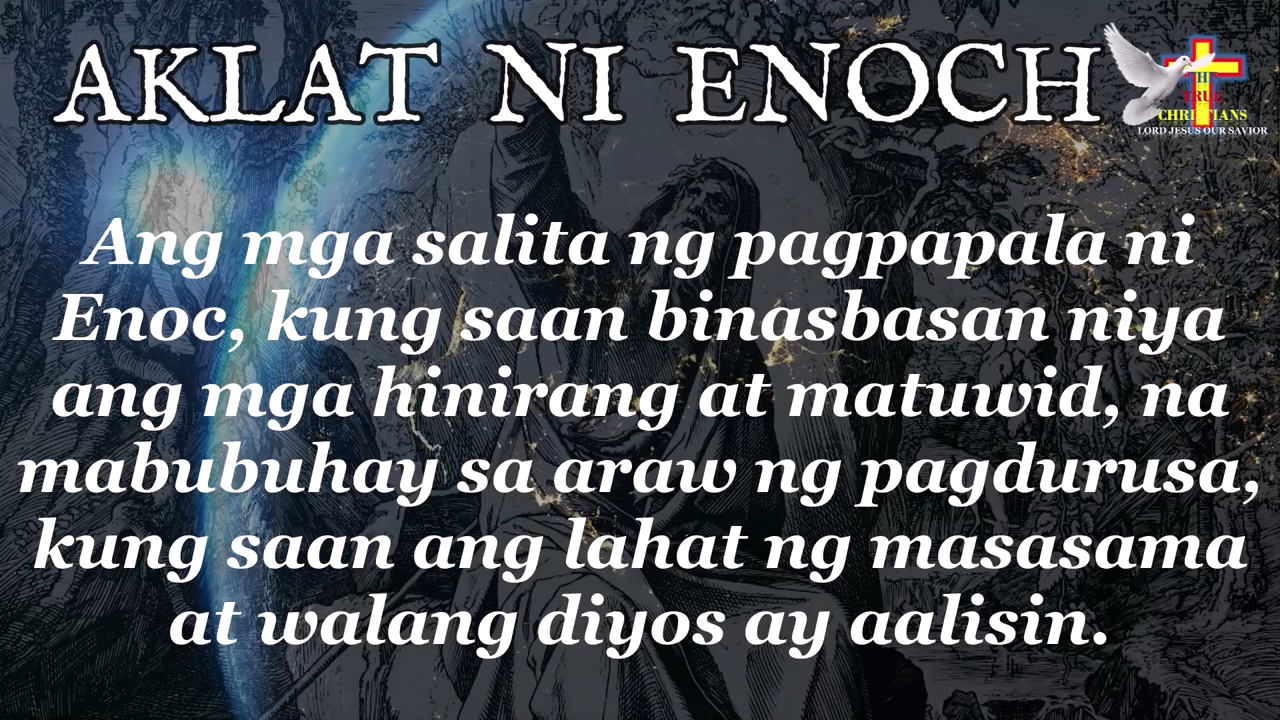 AKLAT NI ENOCH
TRUE
CHRISTIANS
LORD JESUS OUR SAVIOR
Ang mga salita ng pagpapala ni
Enoc, kung saan binasbasan niya
ang mga hinirang at matuwid, na
mabubuhay sa araw ng pagdurusa,
kung saan ang lahat ng masasama
at walang diyos ay aalisin.